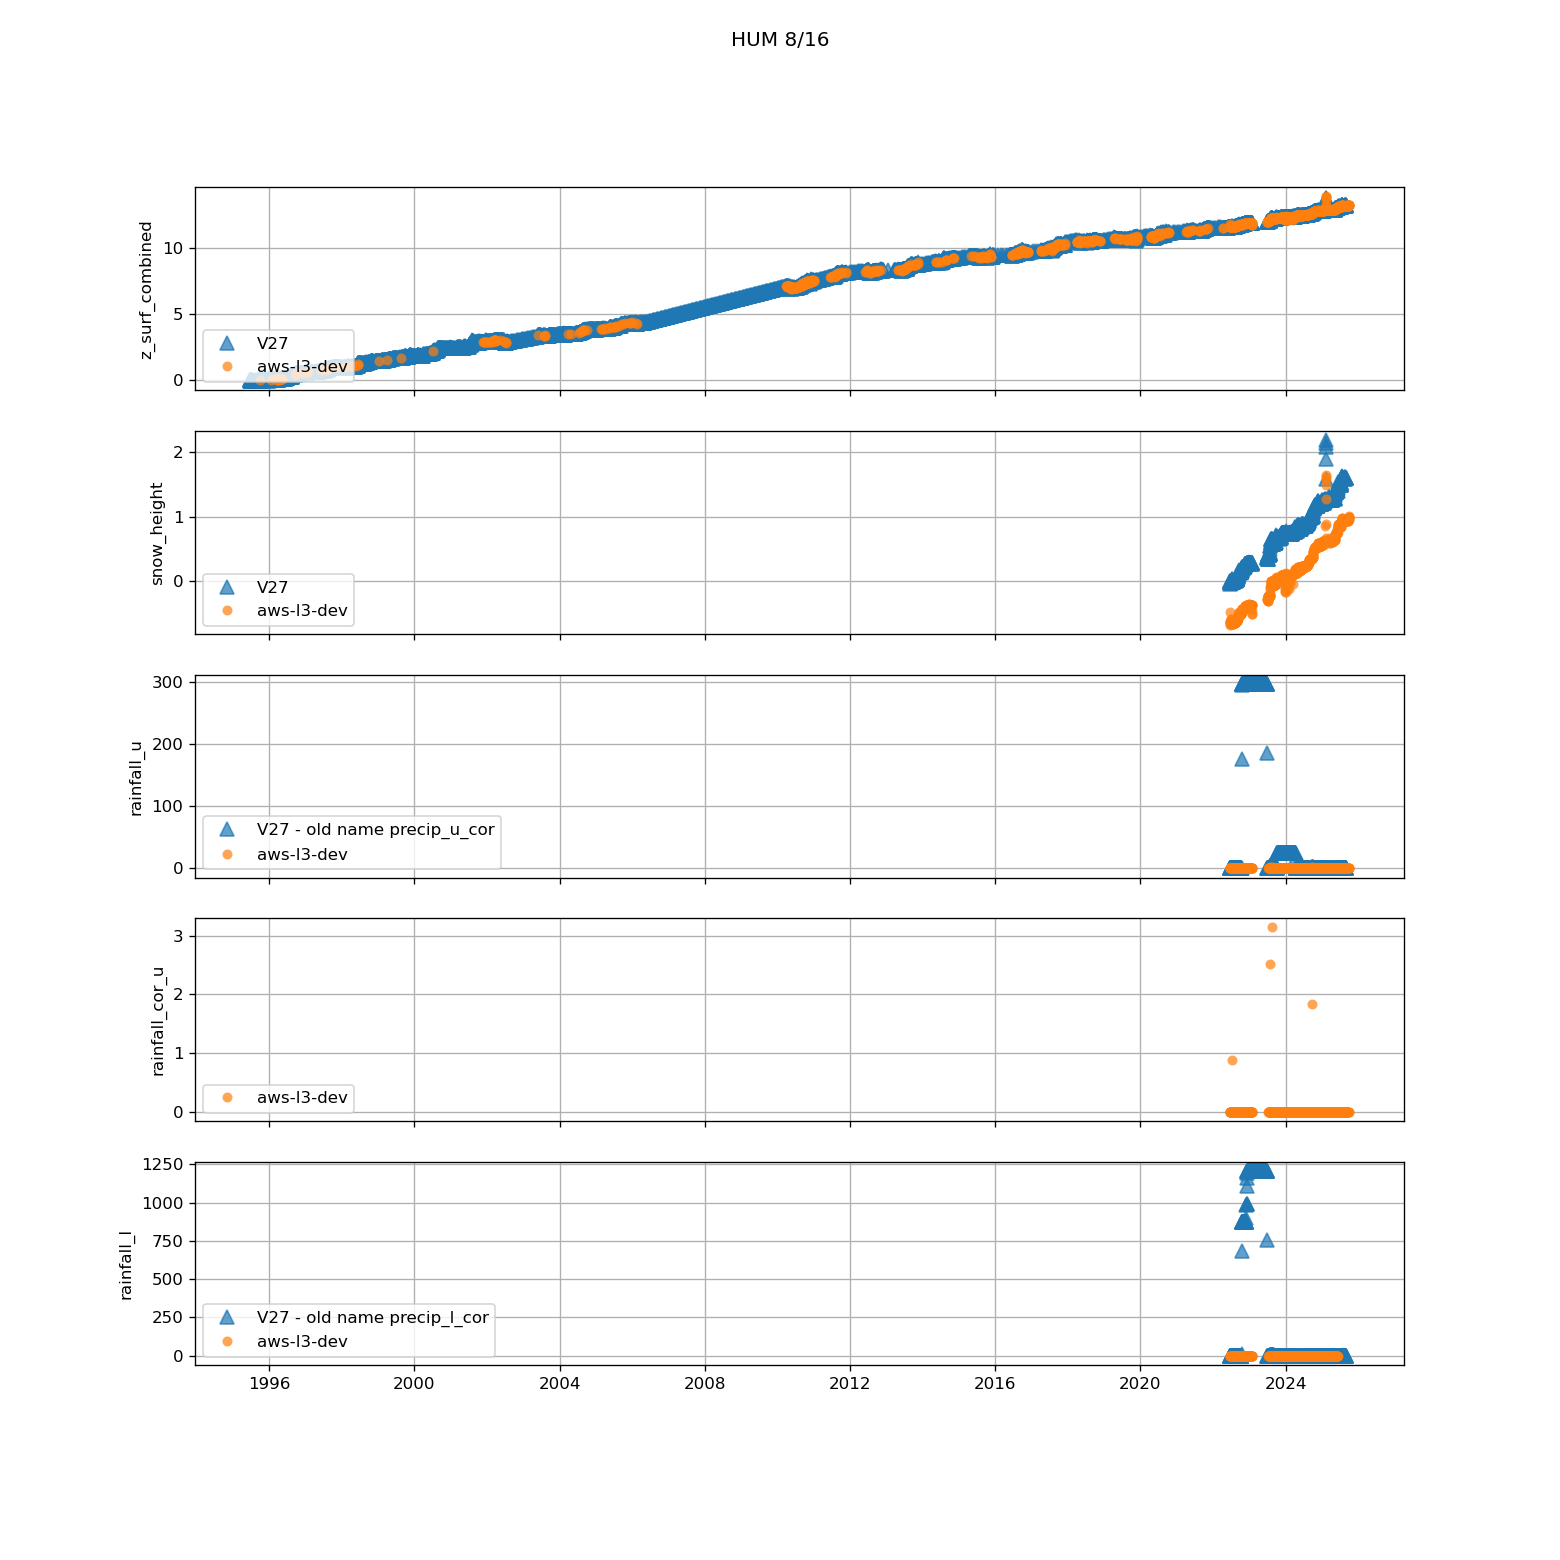 HUM 8/16
z_surf_combined
10
5
0
V27
aws-l3-dev
snow_height
2
1
0
V27
aws-l3-dev
rainfall_u
300
200
100
0
V27 - old name precip_u_cor
aws-l3-dev
rainfall_cor_u
3
2
1
0
aws-l3-dev
rainfall_l
1250
1000
750
500
250
0
V27 - old name precip_l_cor
aws-l3-dev
1996 2000 2004 2008 2012 2016 2020 2024